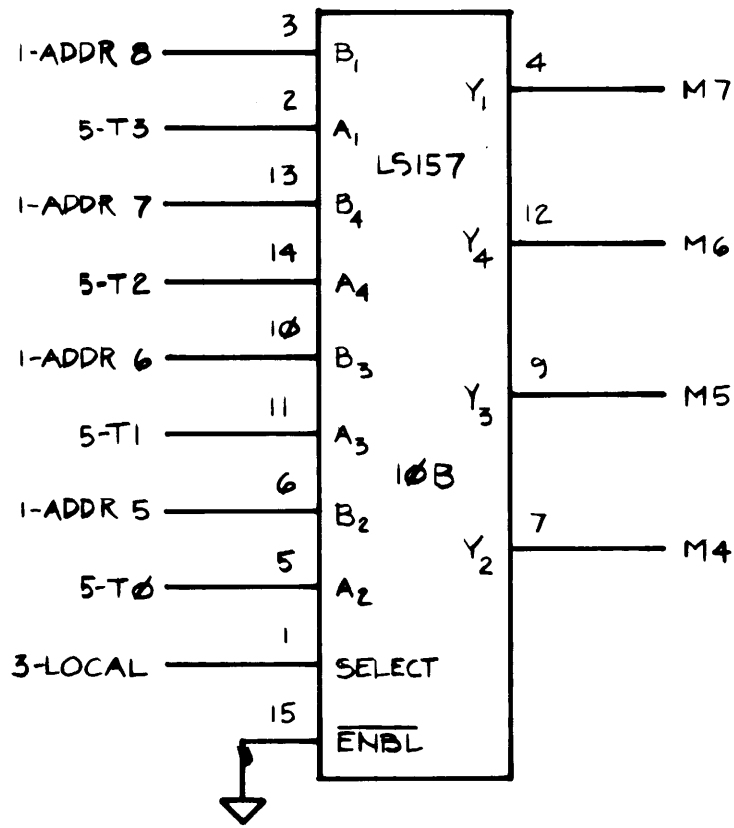 3
1-ADDR 8 B1
4
Y1 M7
2
5-T3 A1
LS157
13
1-ADDR 7 B4
12
Y4 M6
14
5-T2 A4
1Ø
1-ADDR 6 B3
9
Y3 M5
11
5-T1 A3
1ØB
6
1-ADDR 5 B2
7
Y2 M4
5
5-TØ A2
1
3-LOCAL SELECT
15
ENBL